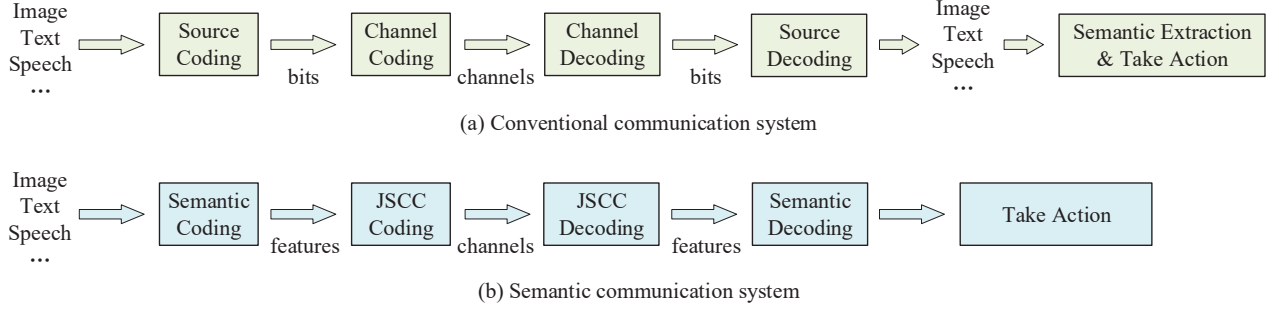 Image
Text
Speech
...
Source
Coding
bits
Channel
Coding
channels
Channel
Decoding
bits
Source
Decoding
Image
Text
Speech
...
Semantic Extraction
& Take Action
(a) Conventional communication system
Image
Text
Speech
...
Semantic
Coding
features
JSCC
Coding
channels
JSCC
Decoding
features
Semantic
Decoding
Take Action
(b) Semantic communication system